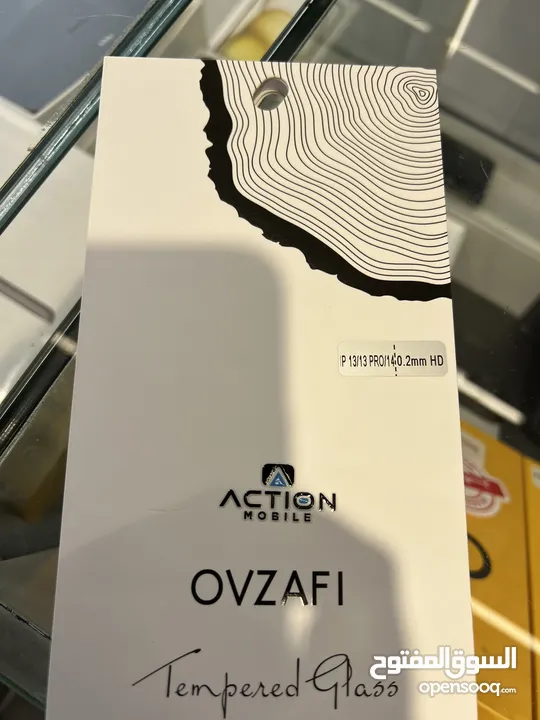 IP 13/13 PRO/14 0.2mm HD
ACTION
MOBILE
OVZAFI
Tempered Glass
السوق المفتوح
opensooq.com